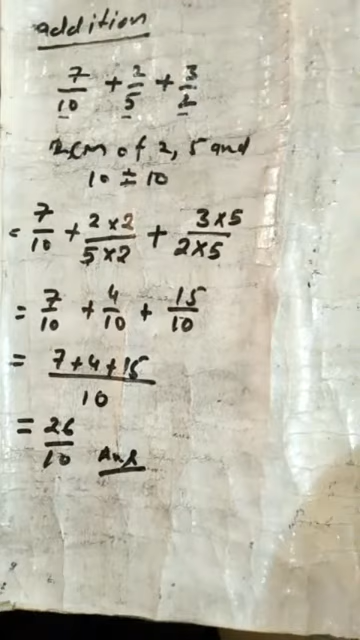 addition
7/10 + 2/5 + 3/2
Lcm of 2, 5 and
10 = 10
= 7/10 + 2×2/5×2 + 3×5/2×5
= 7/10 + 4/10 + 15/10
= 7+4+15/10
= 26/10 Ans